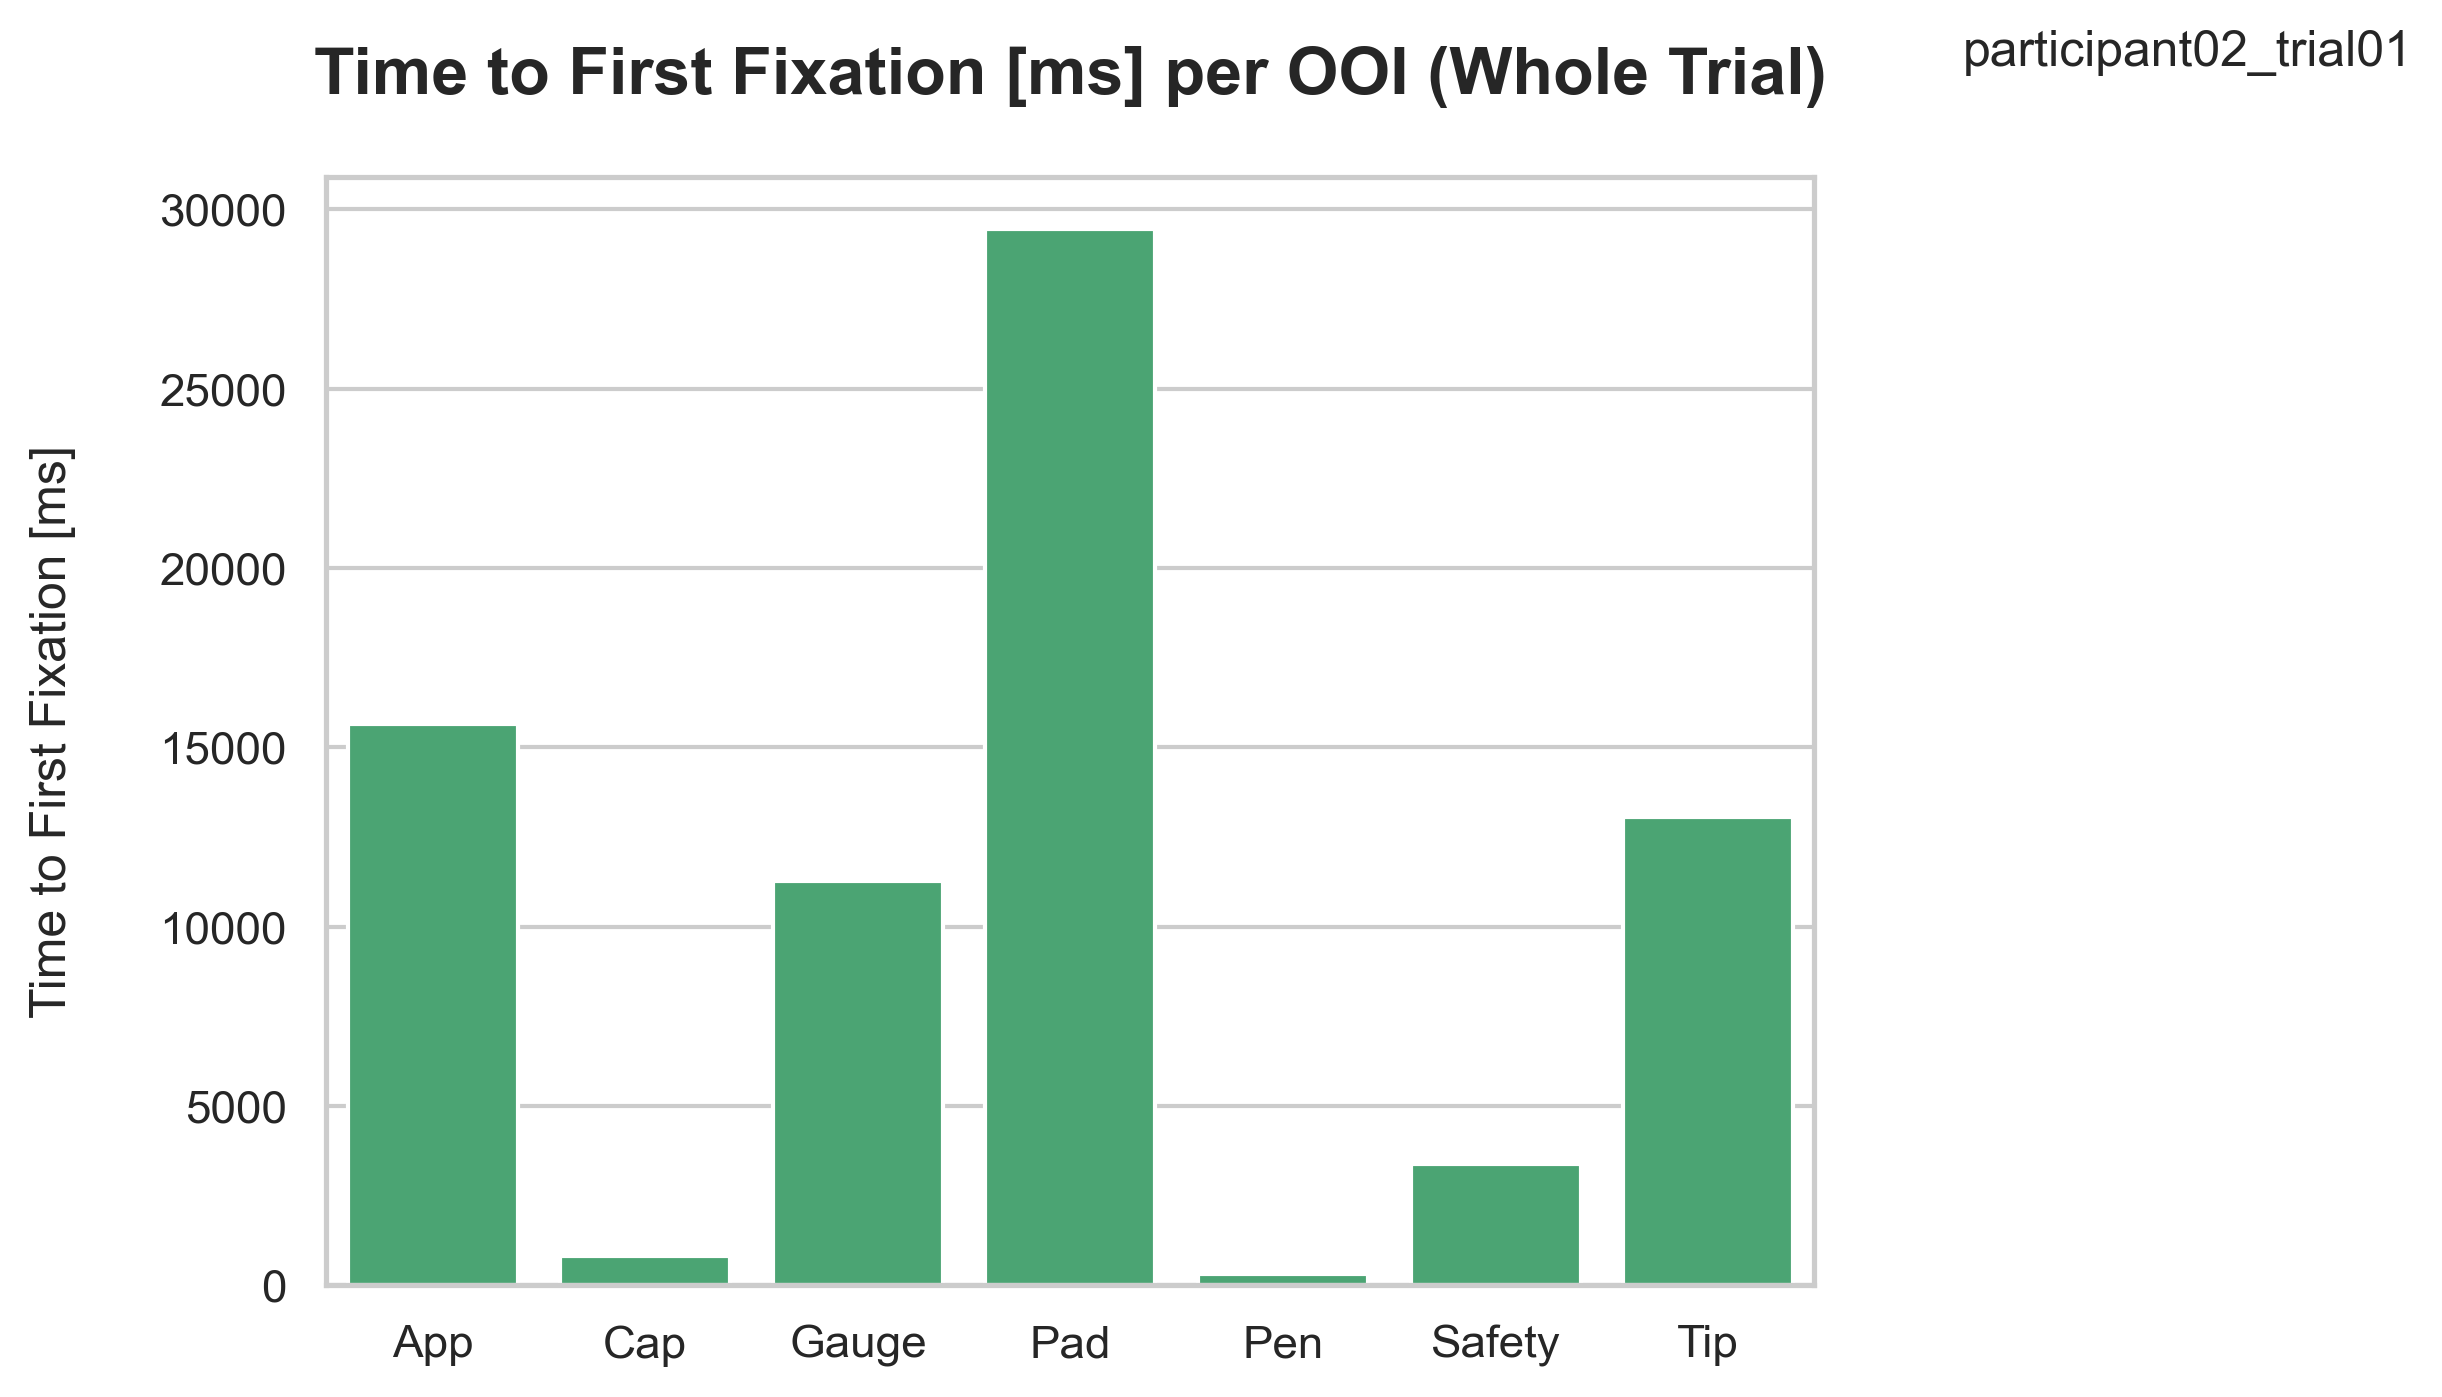 Time to First Fixation [ms] per OOI (Whole Trial)
participant02_trial01
Time to First Fixation [ms]
30000
25000
20000
15000
10000
5000
0
App Cap Gauge Pad Pen Safety Tip